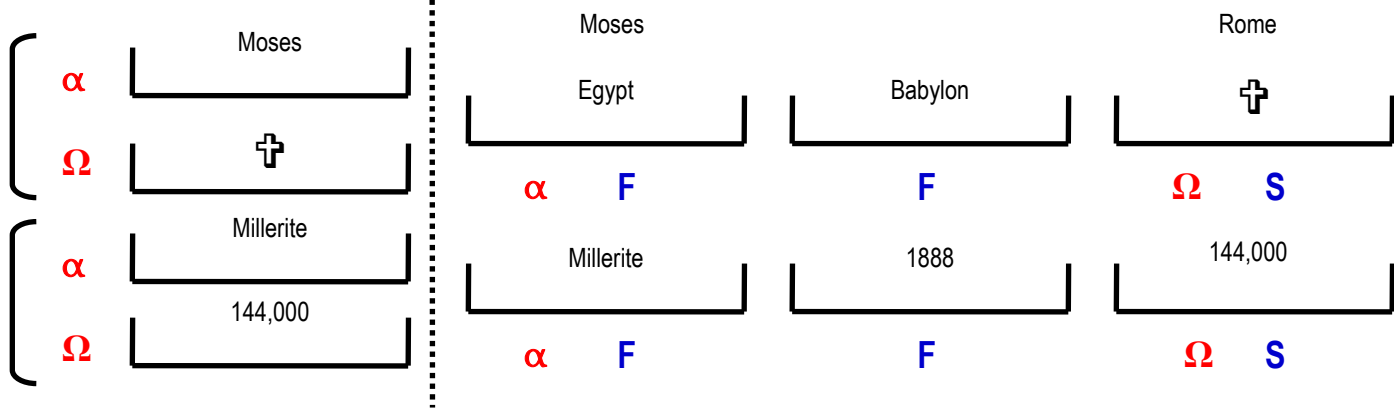 Moses
α
✞
Ω
Millerite
α
144,000
Ω
Moses Rome
Egypt Babylon ✞
α F F Ω S
Millerite 1888 144,000
α F F Ω S